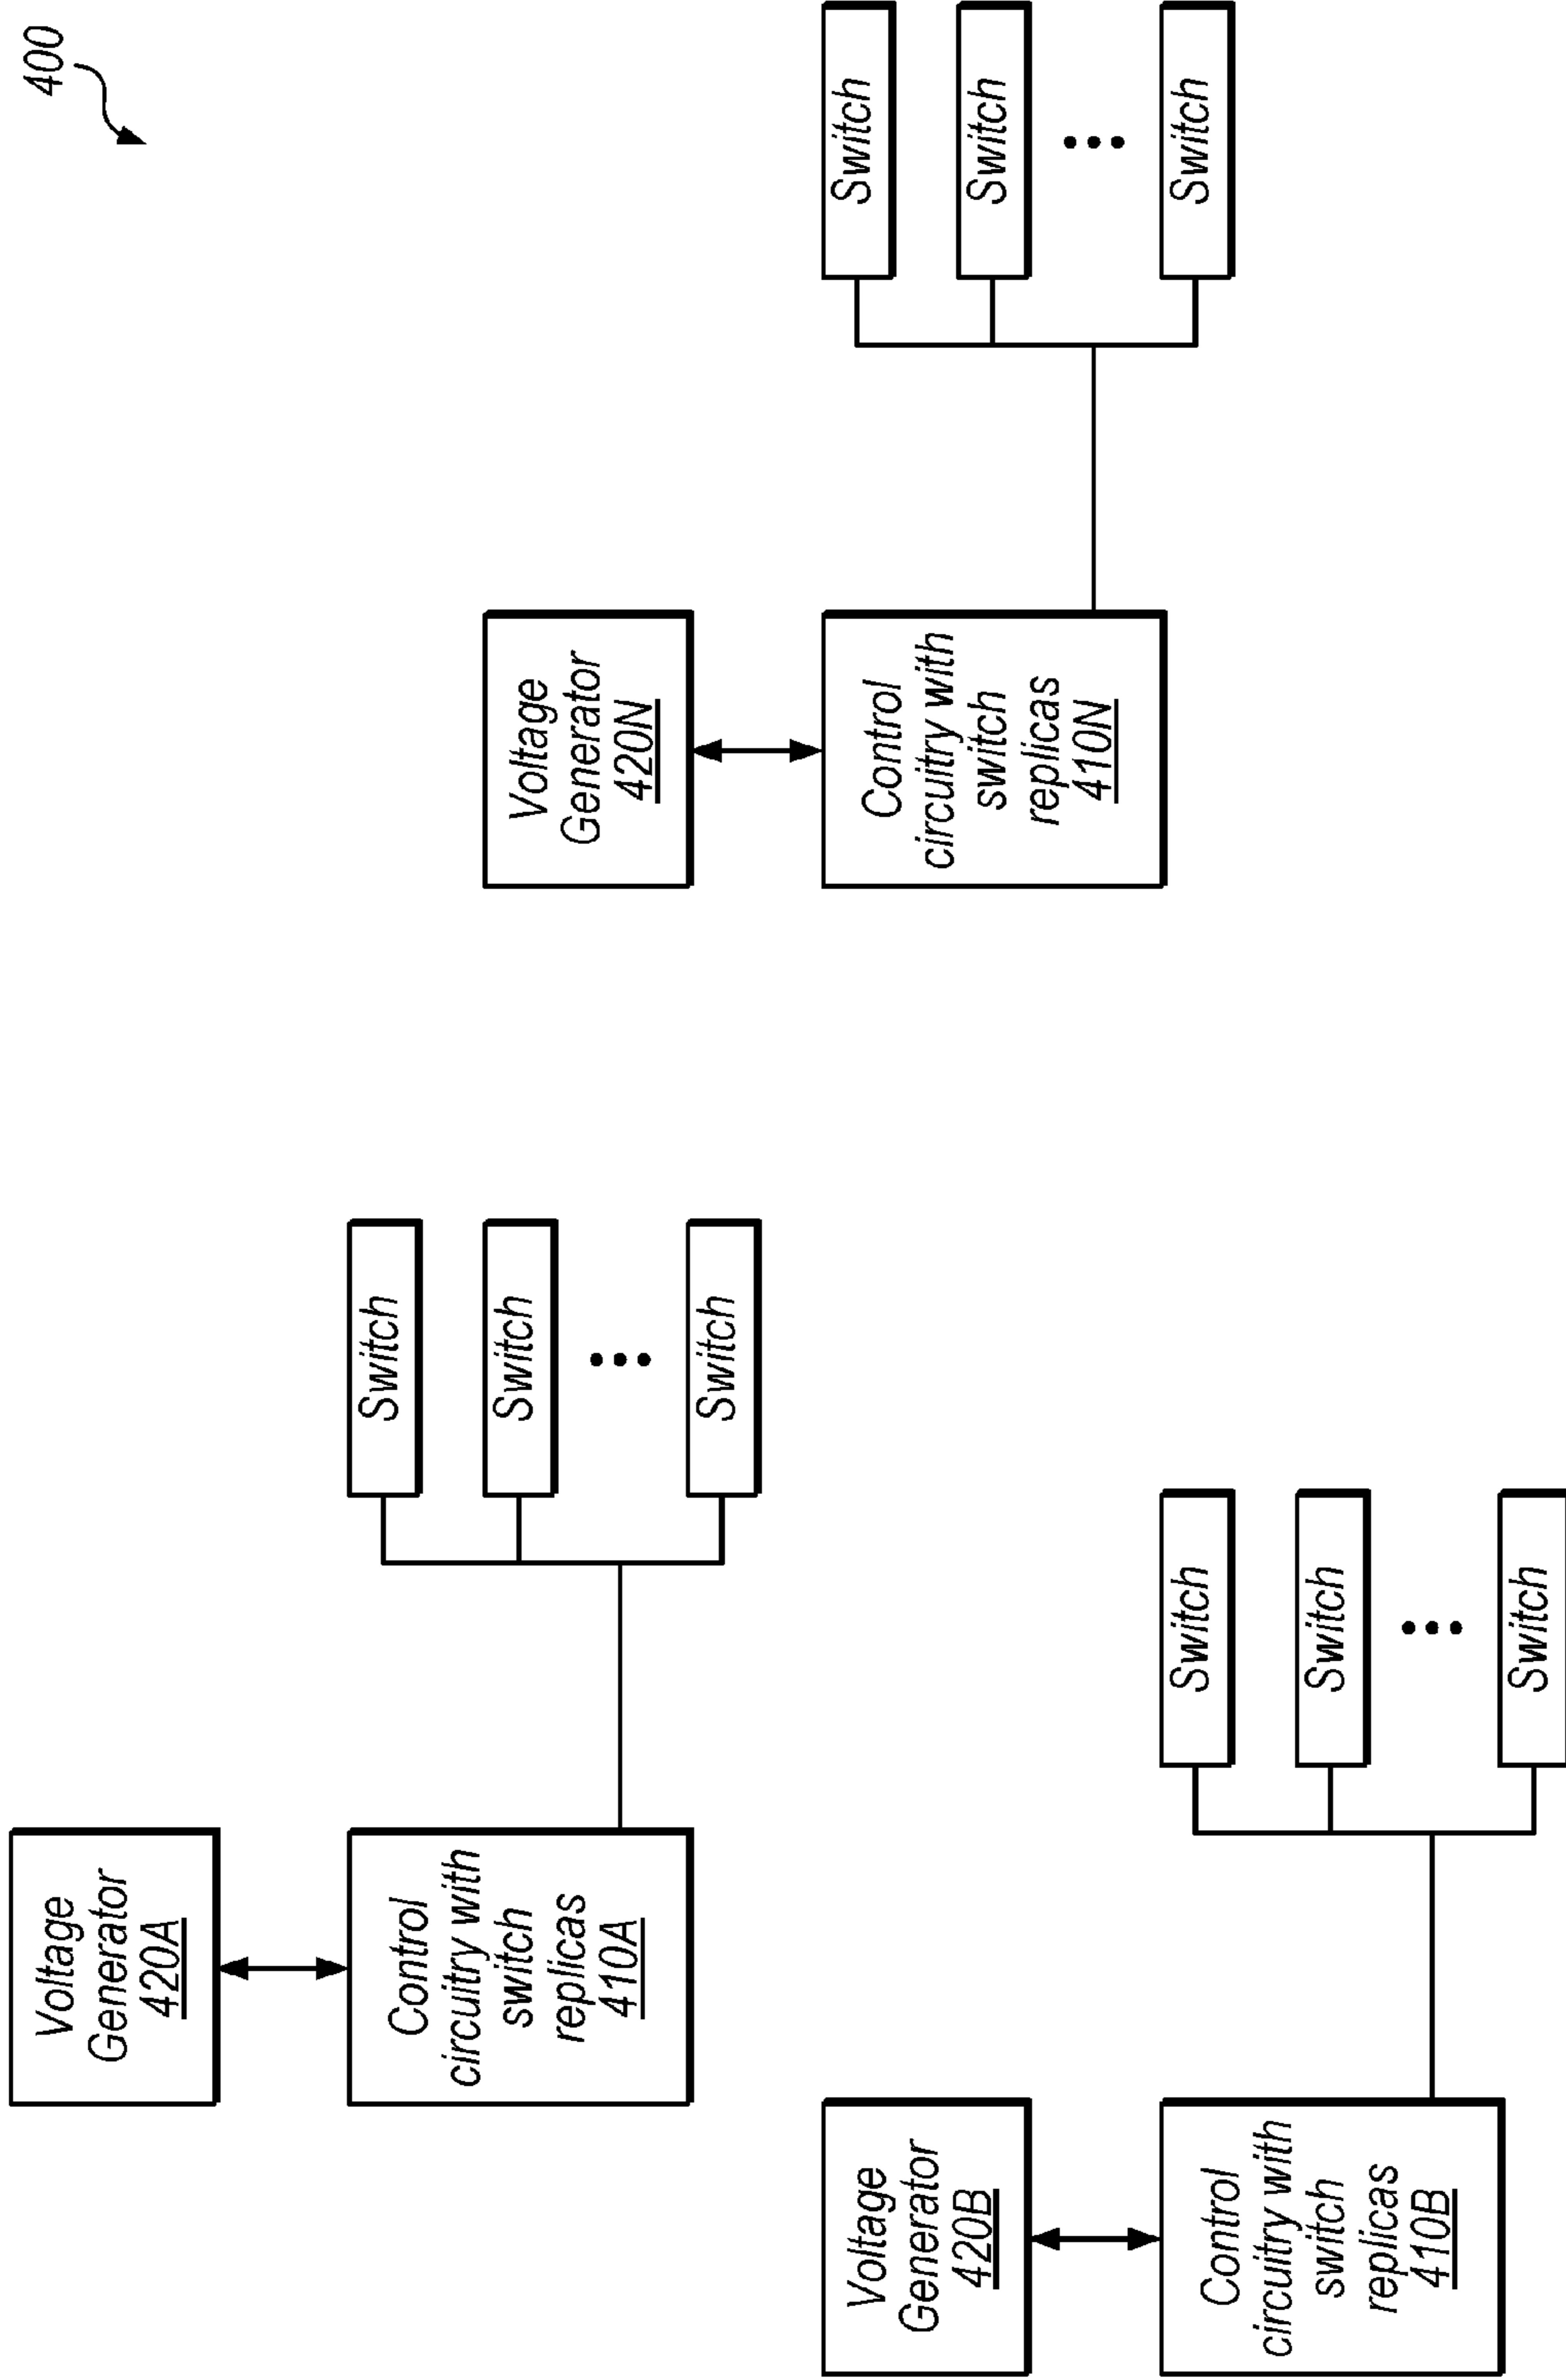 400
Voltage
Generator
420A
Control
circuitry with
switch
replicas
410A
Switch
Switch
Switch
Voltage
Generator
420B
Control
circuitry with
switch
replicas
410B
Switch
Switch
Switch
Voltage
Generator
420N
Control
circuitry with
switch
replicas
410N
Switch
Switch
Switch